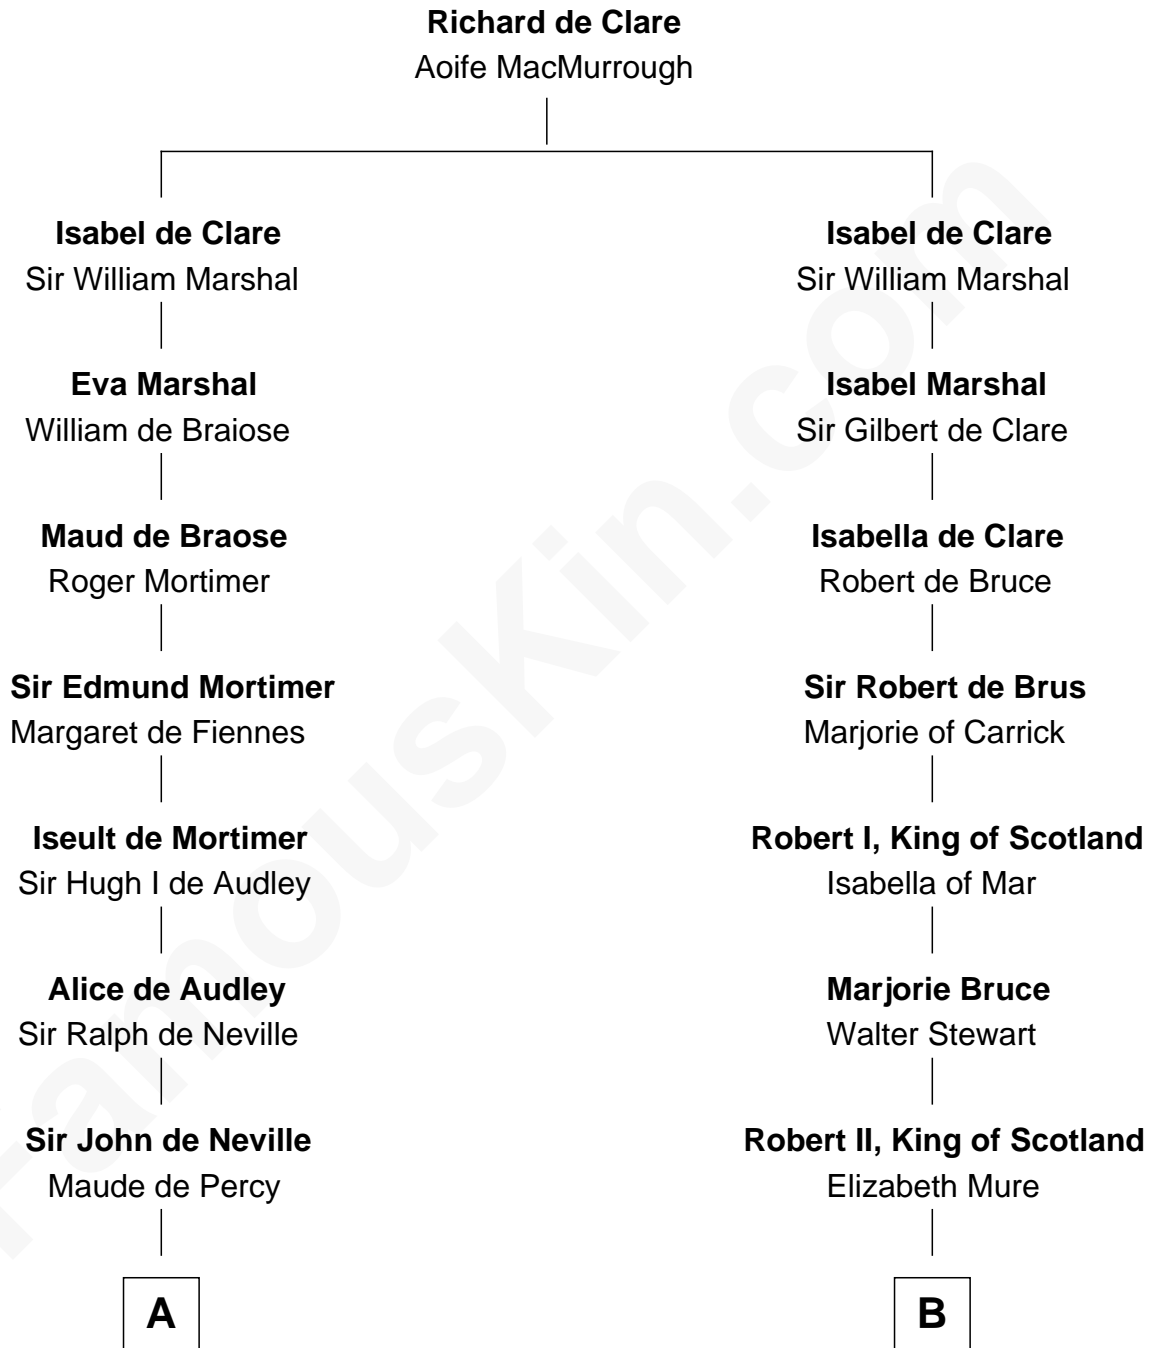 Richard de Clare
Aoife MacMurrough
Isabel de Clare
Sir William Marshal
Isabel de Clare
Sir William Marshal
Eva Marshal
William de Braiose
Isabel Marshal
Sir Gilbert de Clare
Maud de Braose
Roger Mortimer
Isabella de Clare
Robert de Bruce
Sir Edmund Mortimer
Margaret de Fiennes
Sir Robert de Brus
Marjorie of Carrick
Iseult de Mortimer
Sir Hugh I de Audley
Robert I, King of Scotland
Isabella of Mar
Alice de Audley
Sir Ralph de Neville
Marjorie Bruce
Walter Stewart
Sir John de Neville
Maude de Percy
Robert II, King of Scotland
Elizabeth Mure
A
B
FamousKin.com